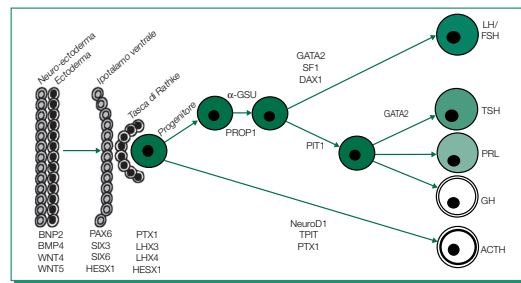 Neuro-ectoderma
Ectoderma
Ipotalamo ventrale
Tasca di Rathke
Progenitore
α-GSU
PROP1
GATA2
SF1
DAX1
LH/
FSH
PIT1
GATA2
TSH
PRL
GH
NeuroD1
TPIT
PTX1
ACTH
BNP2
BMP4
WNT4
WNT5
PAX6
SIX3
SIX6
HESX1
PTX1
LHX3
LHX4
HESX1